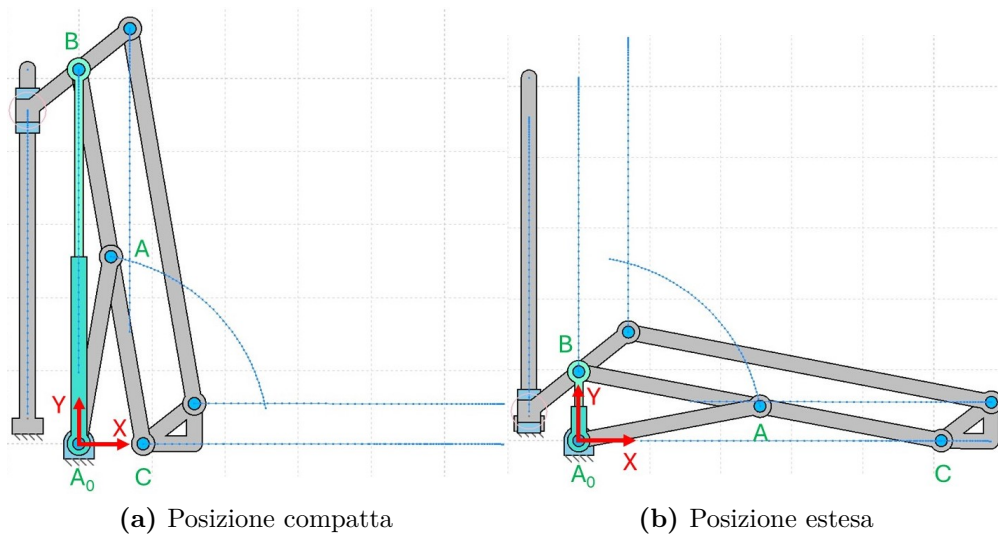 B
A
Y
X
A₀
C
(a) Posizione compatta
B
Y
A
X
A₀
C
(b) Posizione estesa